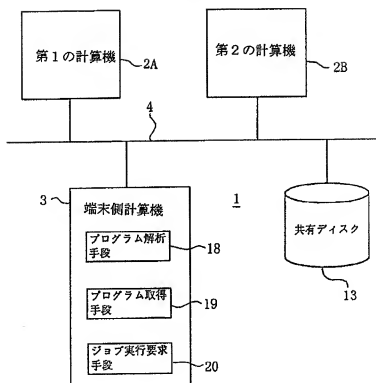 第1の計算機
2A
第2の計算機
2B
4
3
端末側計算機
1
プログラム解析
手段
18
プログラム取得
手段
19
ジョブ実行要求
手段
20
共有ディスク
13